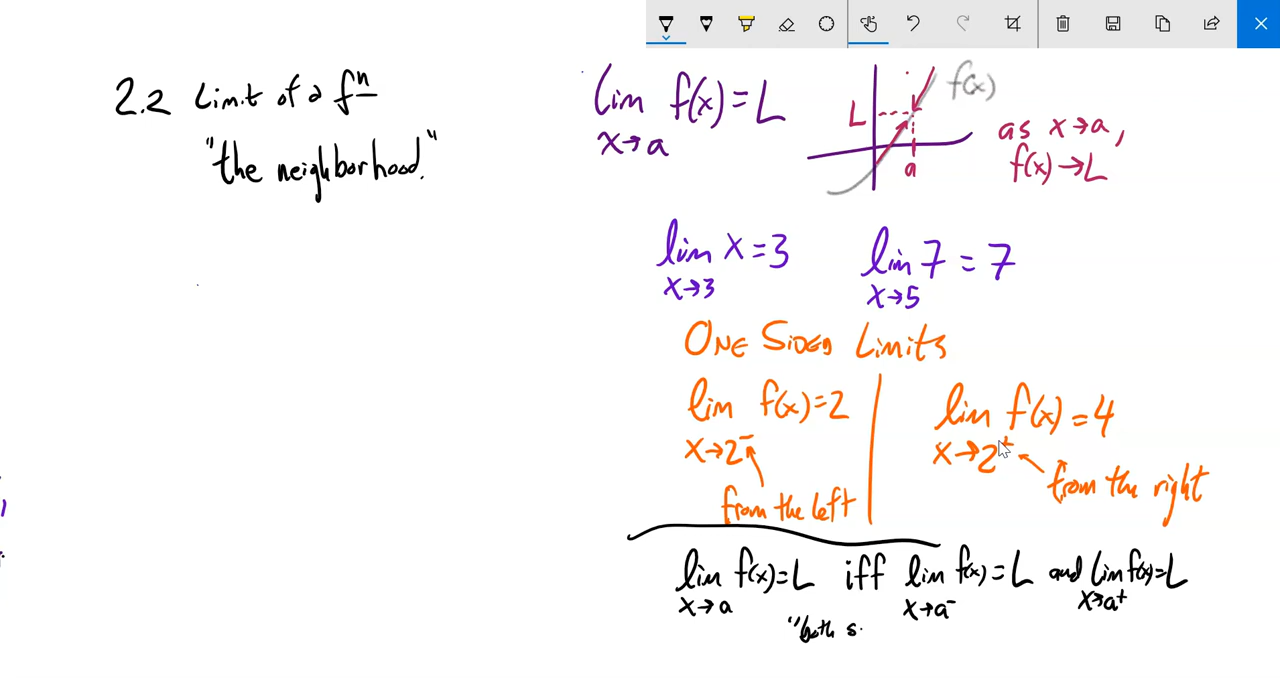 2.2 Limit of a fⁿ
"the neighborhood."
lim f(x) = L
x→a
f(x)
L
a
as x→a,
f(x)→L
lim x = 3
x→3
lim 7 = 7
x→5
ONE SIDED LIMITS
lim f(x) = 2
x→2⁻
from the left
lim f(x) = 4
x→2⁺
from the right
lim f(x) = L iff lim f(x) = L and lim f(x) = L
x→a x→a⁻ x→a⁺
"both s